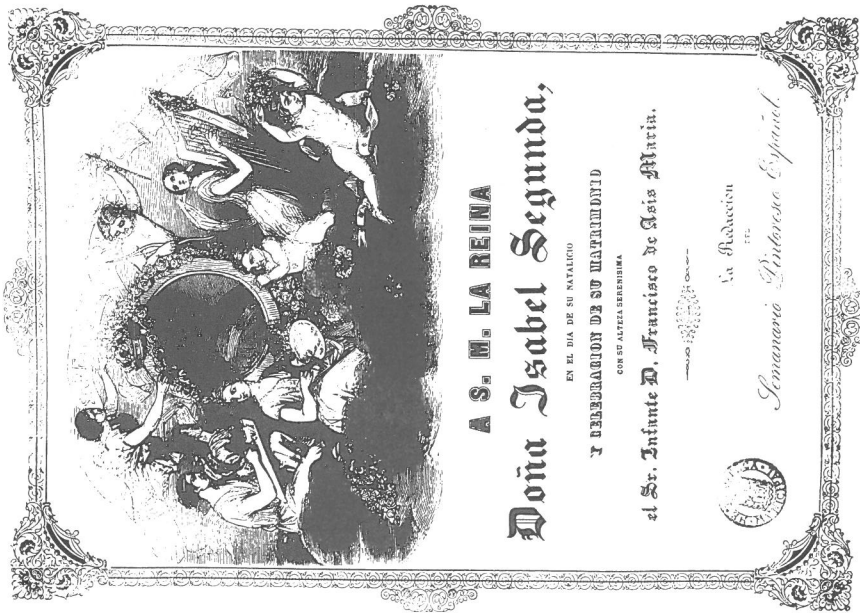 A S. M. LA REINA
Doña Isabel Segunda,
EN EL DIA DE SU NATALICIO
Y CELEBRACION DE SU MATRIMONIO
CON SU ALTEZA SERENISIMA
el Sr. Infante D. Francisco de Asis Maria.
La Redaccion
DEL
Semanario Pintoresco Español.